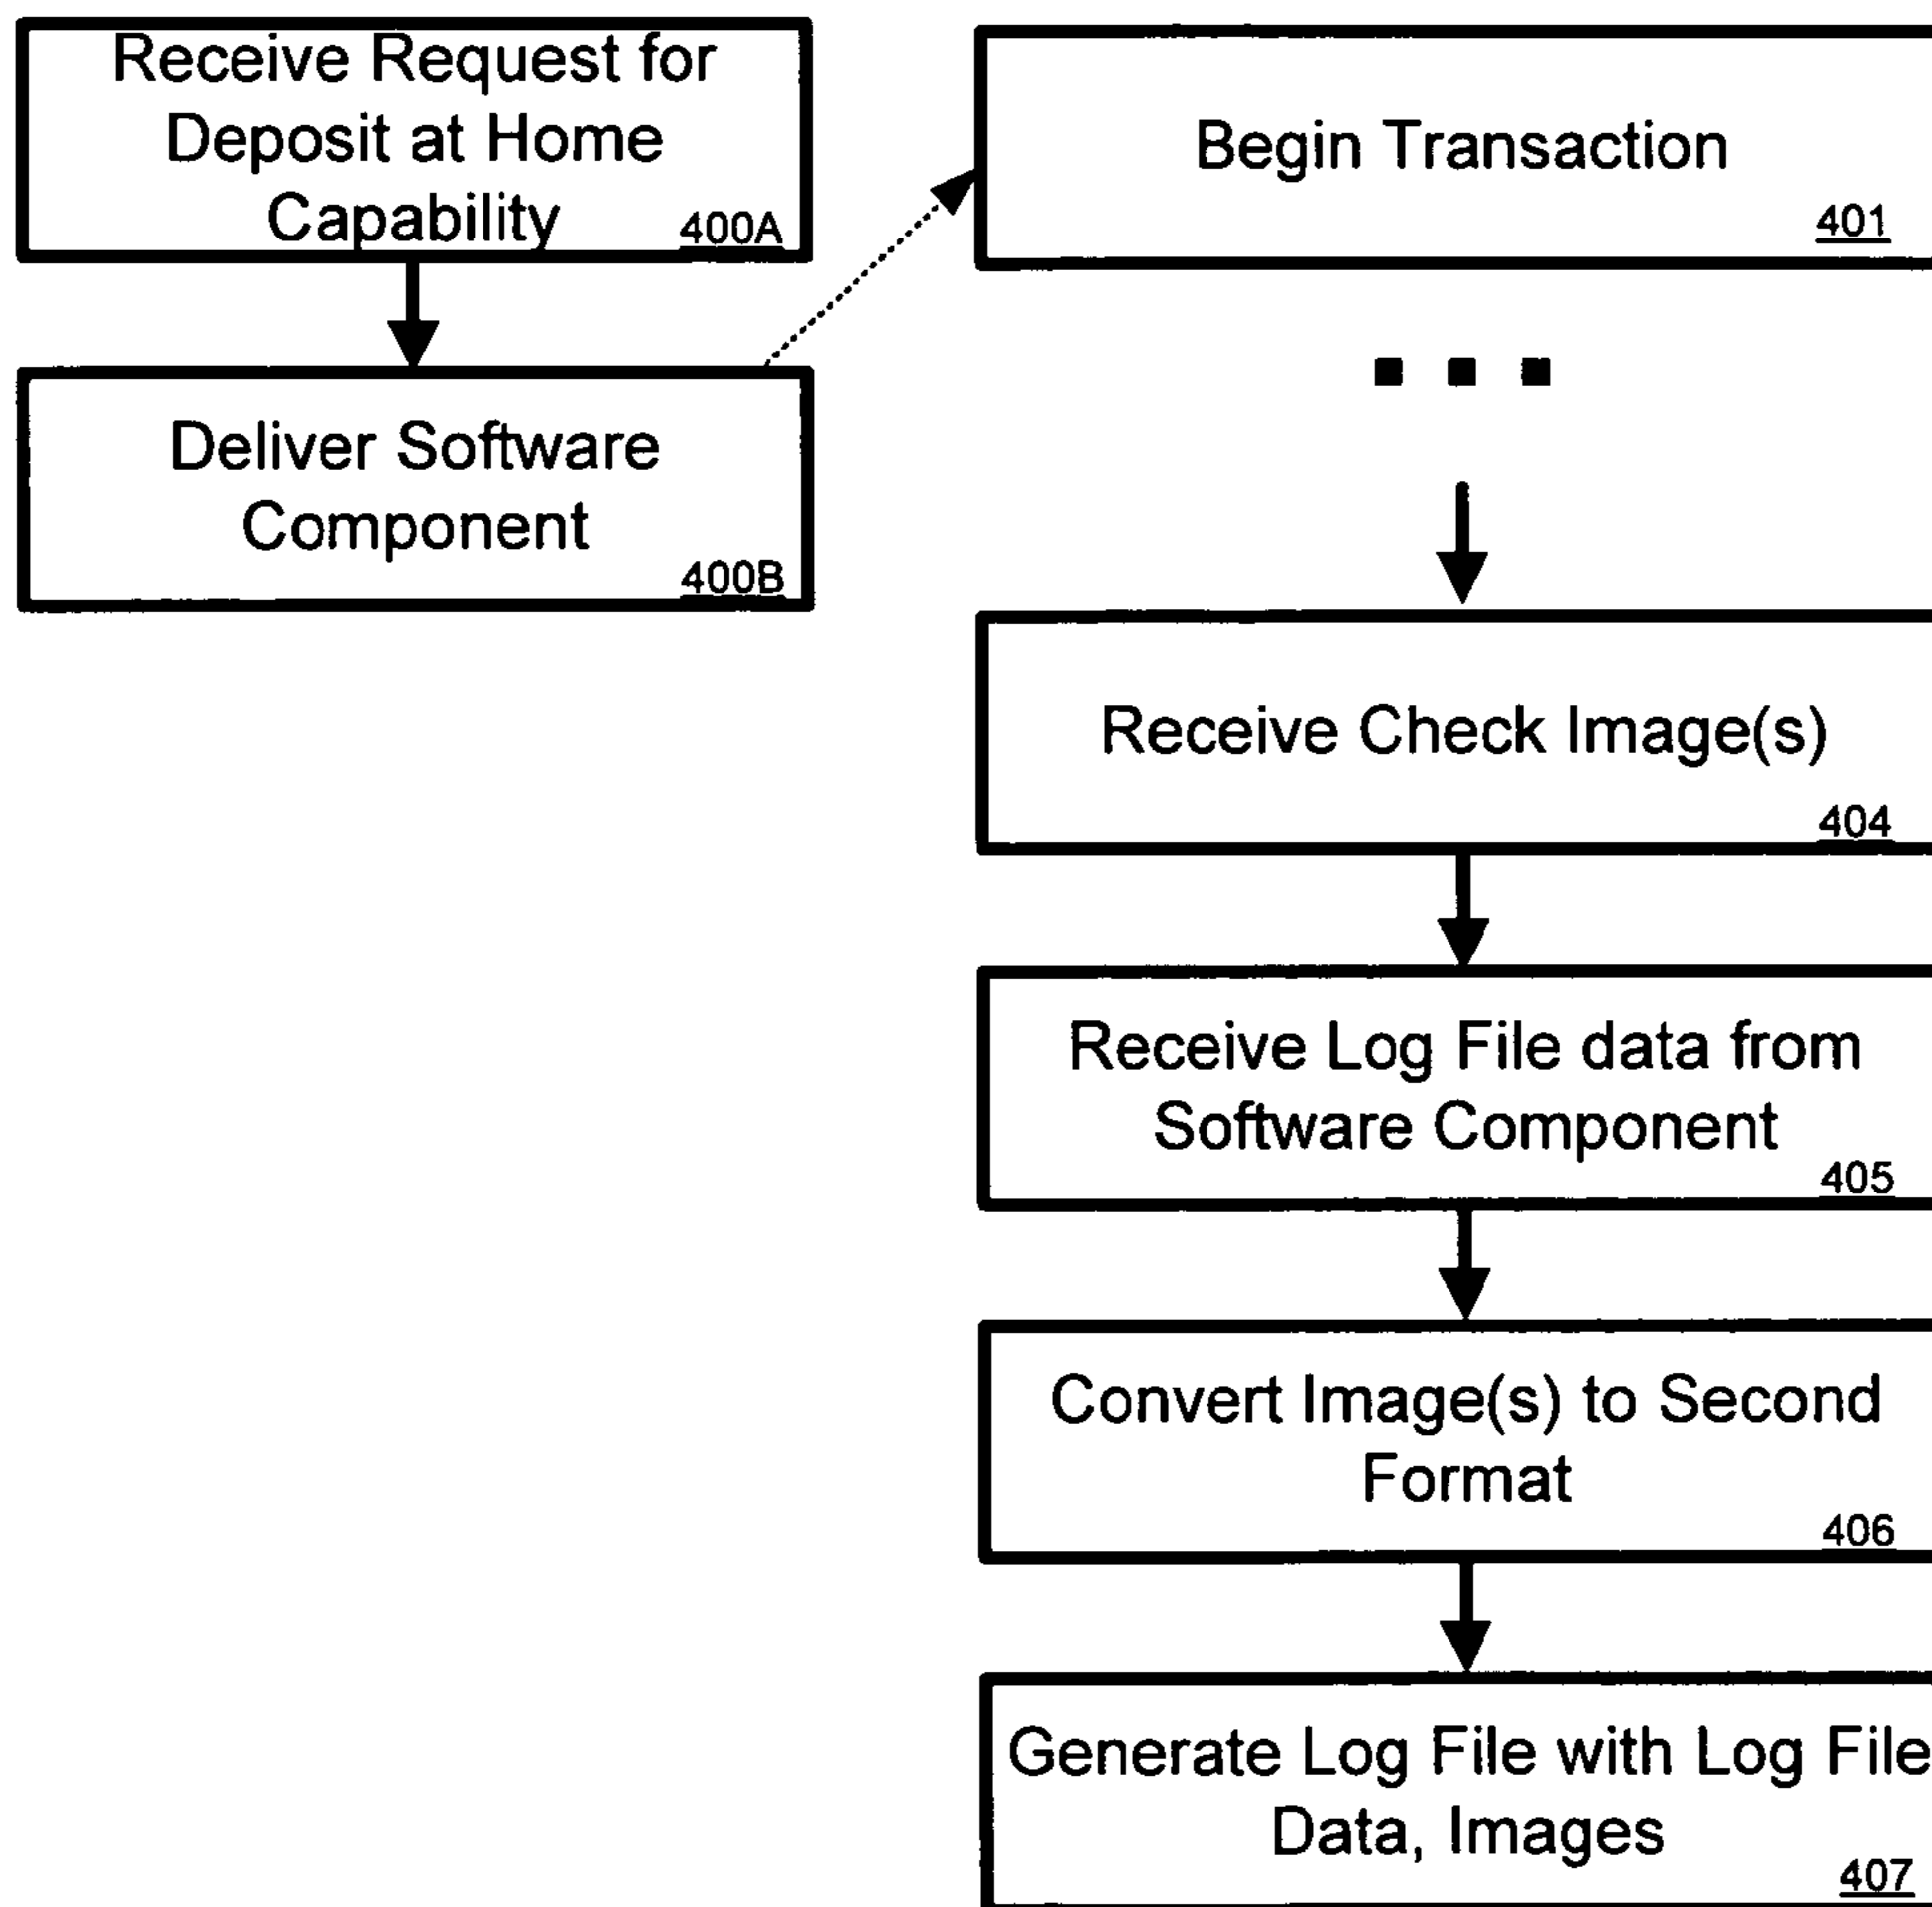 Receive Request for
Deposit at Home
Capability
400A
Deliver Software
Component
400B
Begin Transaction
401
Receive Check Image(s)
404
Receive Log File data from
Software Component
405
Convert Image(s) to Second
Format
406
Generate Log File with Log File
Data, Images
407